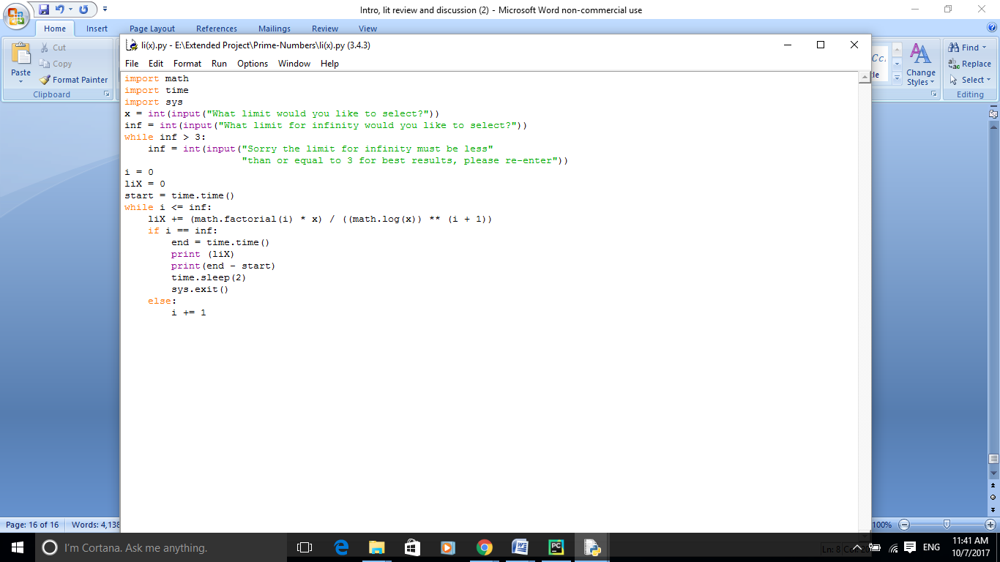 Intro, lit review and discussion (2) - Microsoft Word non-commercial use
Home Insert Page Layout References Mailings Review View
Cut
Copy
Format Painter
Paste
Clipboard
Change Styles
Find
Replace
Select
Editing
li(x).py - E:\Extended Project\Prime-Numbers\li(x).py (3.4.3)
File Edit Format Run Options Window Help
import math
import time
import sys
x = int(input("What limit would you like to select?"))
inf = int(input("What limit for infinity would you like to select?"))
while inf > 3:
    inf = int(input("Sorry the limit for infinity must be less"
                    "than or equal to 3 for best results, please re-enter"))
i = 0
liX = 0
start = time.time()
while i <= inf:
    liX += (math.factorial(i) * x) / ((math.log(x)) ** (i + 1))
    if i == inf:
        end = time.time()
        print (liX)
        print(end - start)
        time.sleep(2)
        sys.exit()
    else:
        i += 1
Page: 16 of 16 Words: 4,138
100%
I'm Cortana. Ask me anything.
ENG
11:41 AM
10/7/2017